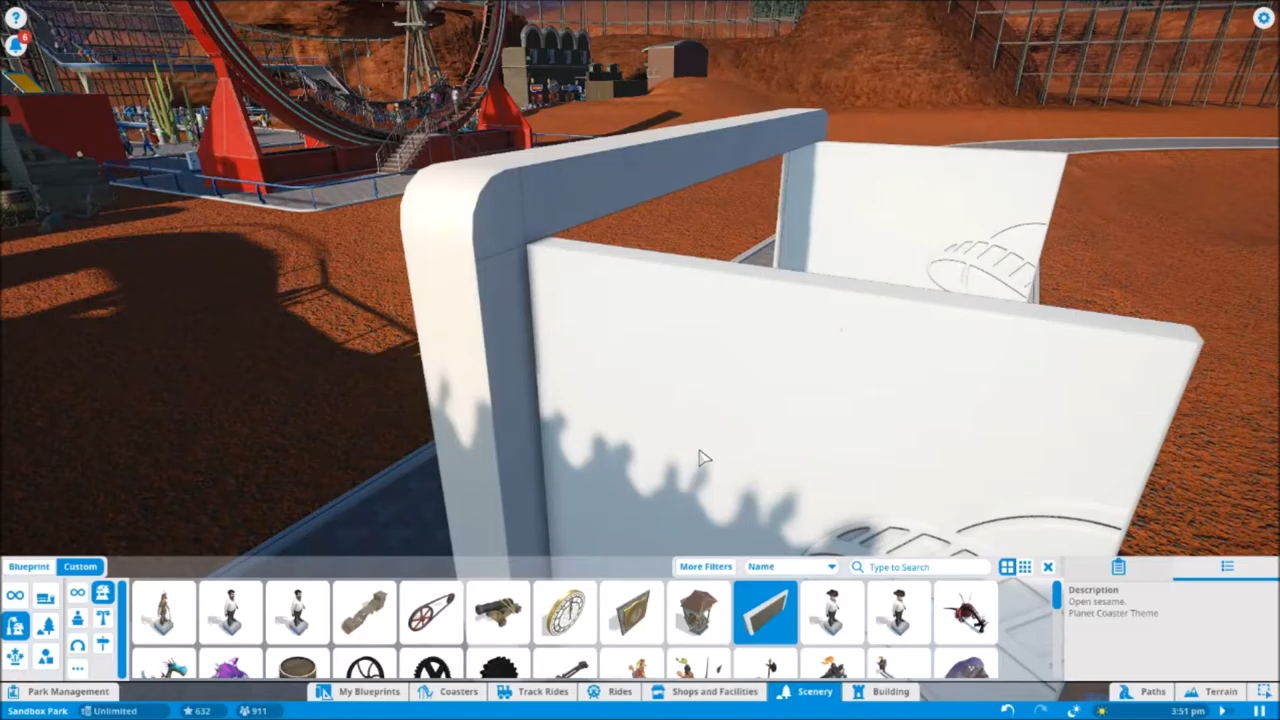 ?
6
Blueprint
Custom
More Filters
Name
Type to Search
Description
Open sesame.
Planet Coaster Theme
Park Management
My Blueprints
Coasters
Track Rides
Rides
Shops and Facilities
Scenery
Building
Paths
Terrain
Sandbox Park
Unlimited
632
911
3:51 pm